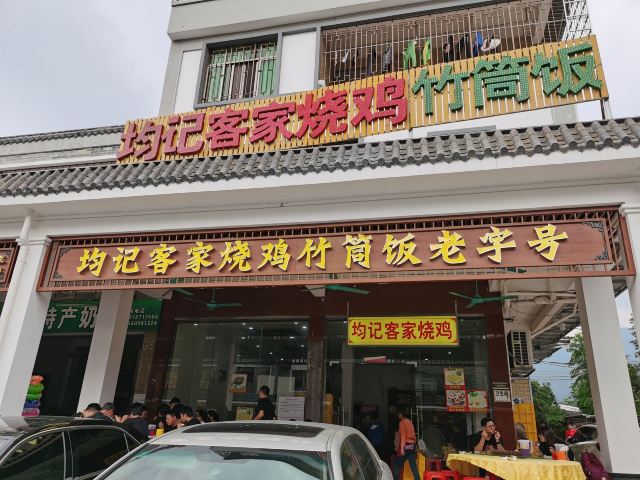 均记客家烧鸡竹筒饭
均记客家烧鸡竹筒饭老字号
均记客家烧鸡
特产奶